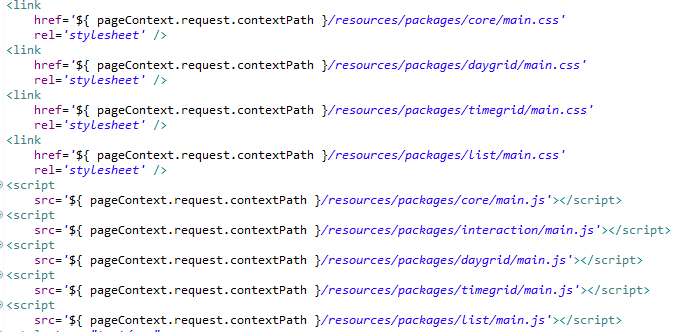 <link
href='${ pageContext.request.contextPath }/resources/packages/core/main.css'
rel='stylesheet' />
<link
href='${ pageContext.request.contextPath }/resources/packages/daygrid/main.css'
rel='stylesheet' />
<link
href='${ pageContext.request.contextPath }/resources/packages/timegrid/main.css'
rel='stylesheet' />
<link
href='${ pageContext.request.contextPath }/resources/packages/list/main.css'
rel='stylesheet' />
<script
src='${ pageContext.request.contextPath }/resources/packages/core/main.js'></script>
<script
src='${ pageContext.request.contextPath }/resources/packages/interaction/main.js'></script>
<script
src='${ pageContext.request.contextPath }/resources/packages/daygrid/main.js'></script>
<script
src='${ pageContext.request.contextPath }/resources/packages/timegrid/main.js'></script>
<script
src='${ pageContext.request.contextPath }/resources/packages/list/main.js'></script>